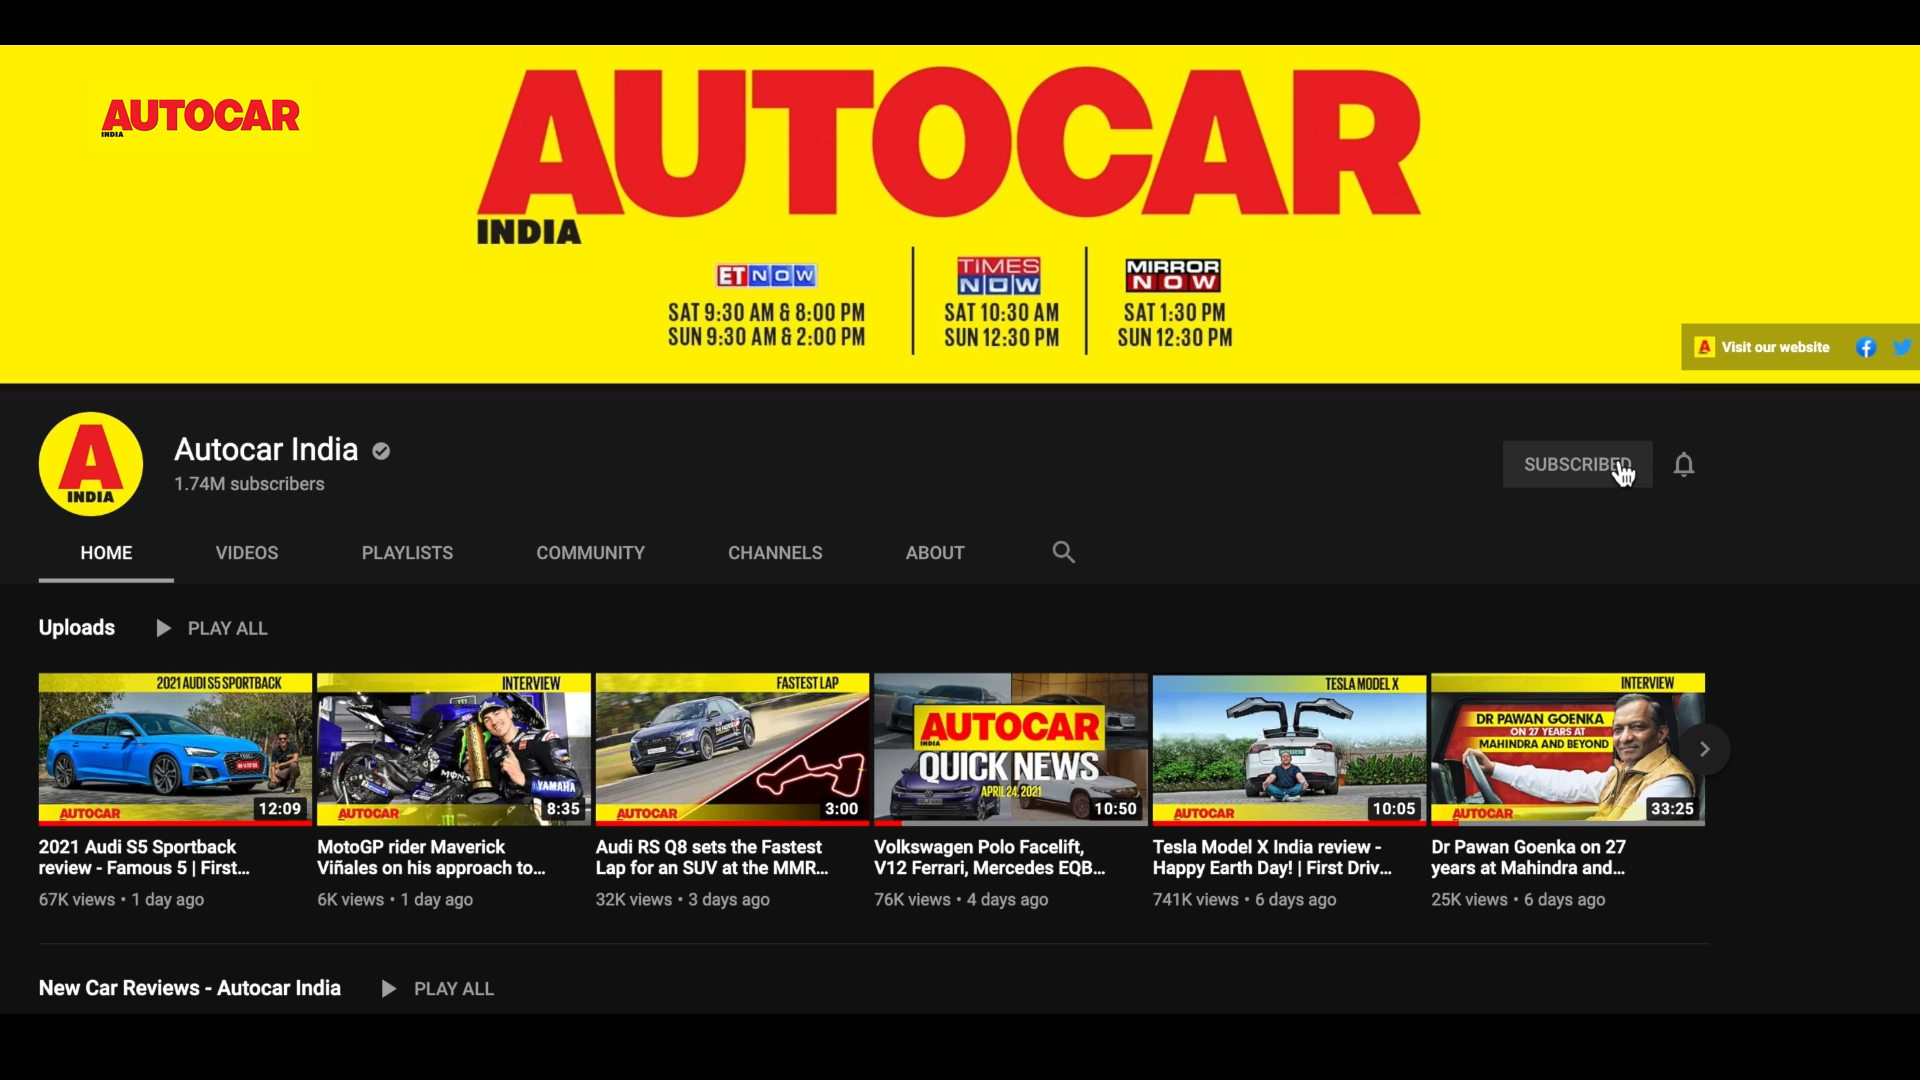 AUTOCAR
INDIA
AUTOCAR
INDIA
ET NOW
SAT 9:30 AM & 8:00 PM
SUN 9:30 AM & 2:00 PM
TIMES NOW
SAT 10:30 AM
SUN 12:30 PM
MIRROR NOW
SAT 1:30 PM
SUN 12:30 PM
A Visit our website
A
INDIA
Autocar India
1.74M subscribers
SUBSCRIBED
HOME VIDEOS PLAYLISTS COMMUNITY CHANNELS ABOUT
Uploads PLAY ALL
2021 AUDI S5 SPORTBACK
AUTOCAR
12:09
2021 Audi S5 Sportback
review - Famous 5 | First...
67K views • 1 day ago
INTERVIEW
YAMAHA
AUTOCAR
8:35
MotoGP rider Maverick
Viñales on his approach to...
6K views • 1 day ago
FASTEST LAP
AUTOCAR
3:00
Audi RS Q8 sets the Fastest
Lap for an SUV at the MMR...
32K views • 3 days ago
AUTOCAR
INDIA
QUICK NEWS
APRIL 24, 2021
10:50
Volkswagen Polo Facelift,
V12 Ferrari, Mercedes EQB...
76K views • 4 days ago
TESLA MODEL X
AUTOCAR
10:05
Tesla Model X India review -
Happy Earth Day! | First Driv...
741K views • 6 days ago
INTERVIEW
DR PAWAN GOENKA
ON 27 YEARS AT
MAHINDRA AND BEYOND
AUTOCAR
33:25
Dr Pawan Goenka on 27
years at Mahindra and...
25K views • 6 days ago
New Car Reviews - Autocar India PLAY ALL